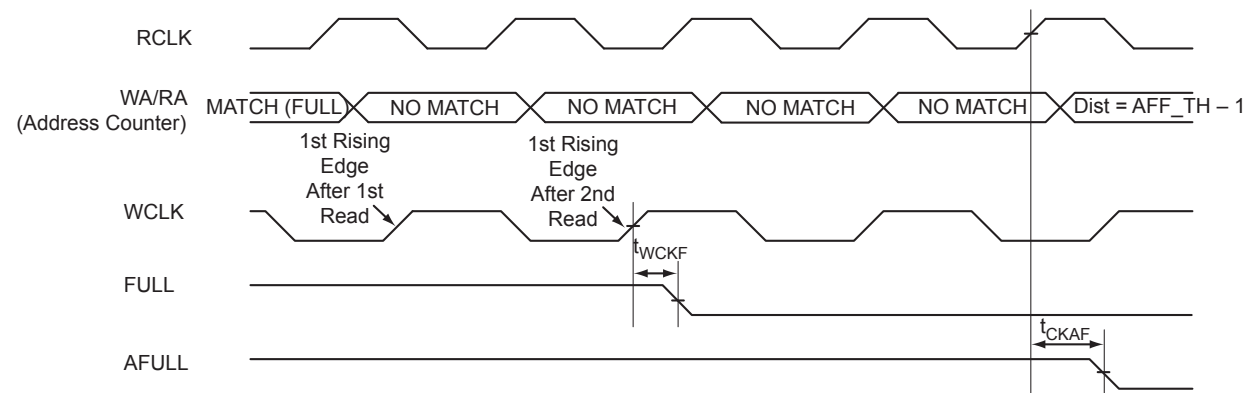 RCLK
WA/RA
(Address Counter)
MATCH (FULL)
NO MATCH
NO MATCH
NO MATCH
NO MATCH
Dist = AFF_TH – 1
1st Rising
Edge
After 1st
Read
1st Rising
Edge
After 2nd
Read
WCLK
tWCKF
FULL
tCKAF
AFULL